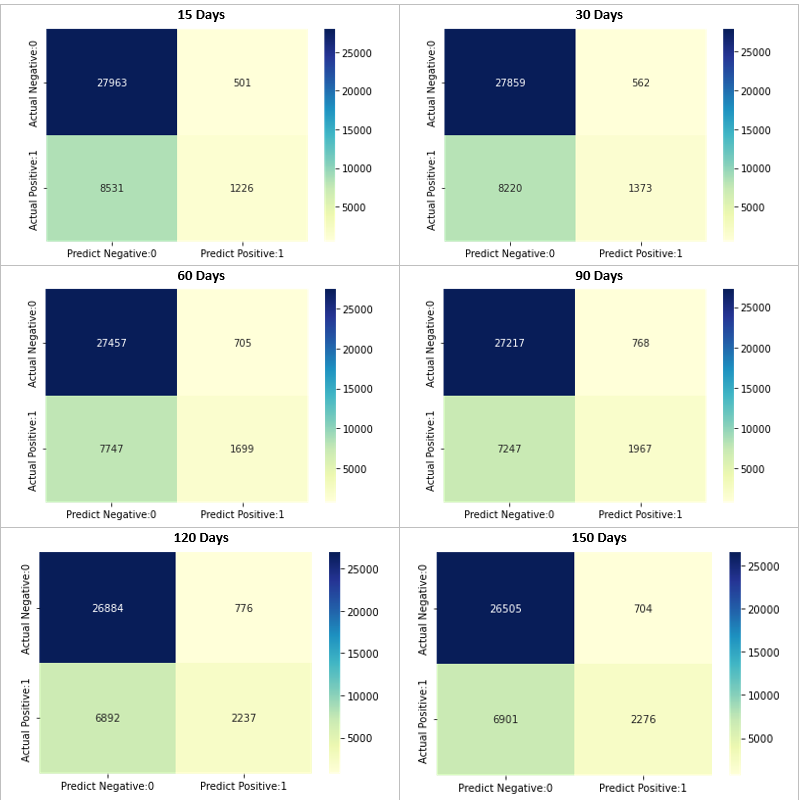 15 Days
Actual Negative:0
27963
501
Actual Positive:1
8531
1226
Predict Negative:0
Predict Positive:1
25000
20000
15000
10000
5000
30 Days
Actual Negative:0
27859
562
Actual Positive:1
8220
1373
Predict Negative:0
Predict Positive:1
25000
20000
15000
10000
5000
60 Days
Actual Negative:0
27457
705
Actual Positive:1
7747
1699
Predict Negative:0
Predict Positive:1
25000
20000
15000
10000
5000
90 Days
Actual Negative:0
27217
768
Actual Positive:1
7247
1967
Predict Negative:0
Predict Positive:1
25000
20000
15000
10000
5000
120 Days
Actual Negative:0
26884
776
Actual Positive:1
6892
2237
Predict Negative:0
Predict Positive:1
25000
20000
15000
10000
5000
150 Days
Actual Negative:0
26505
704
Actual Positive:1
6901
2276
Predict Negative:0
Predict Positive:1
25000
20000
15000
10000
5000